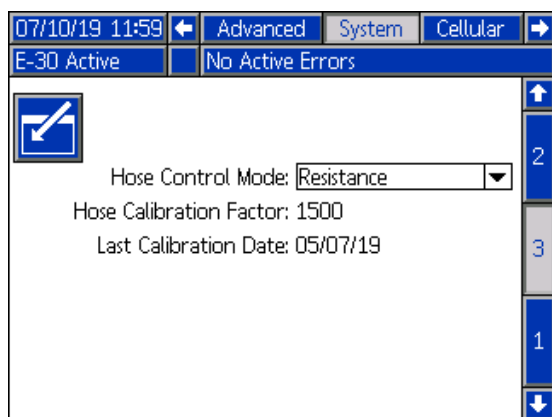 07/10/19 11:59 Advanced System Cellular
E-30 Active No Active Errors
2
Hose Control Mode: Resistance
Hose Calibration Factor: 1500
Last Calibration Date: 05/07/19
3
1